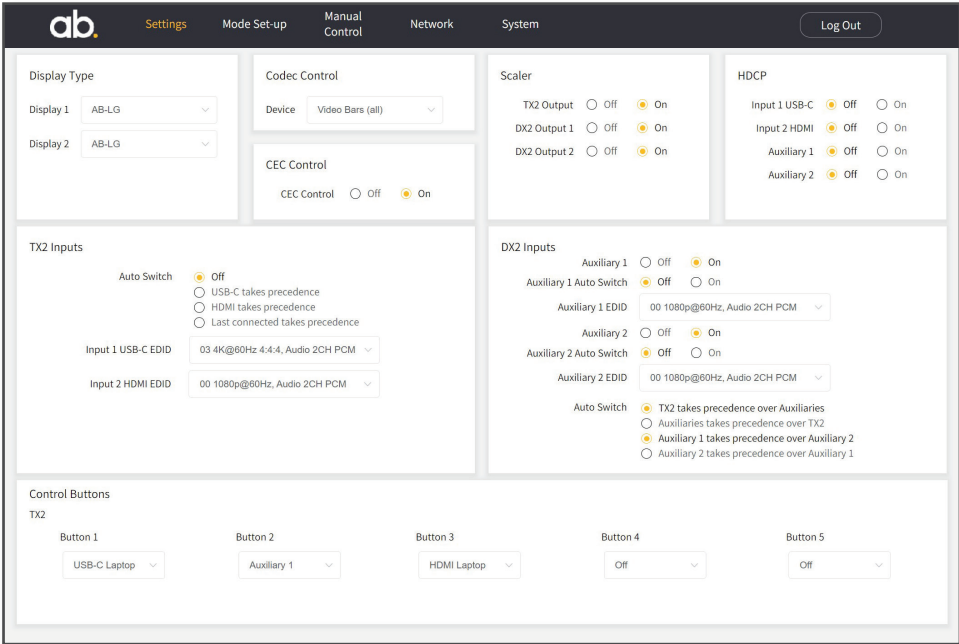 ab.
Settings
Mode Set-up
Manual
Control
Network
System
Log Out
Display Type
Display 1 AB-LG
Display 2 AB-LG
Codec Control
Device Video Bars (all)
CEC Control
CEC Control Off On
Scaler
TX2 Output Off On
DX2 Output 1 Off On
DX2 Output 2 Off On
HDCP
Input 1 USB-C Off On
Input 2 HDMI Off On
Auxiliary 1 Off On
Auxiliary 2 Off On
TX2 Inputs
Auto Switch Off
USB-C takes precedence
HDMI takes precedence
Last connected takes precedence
Input 1 USB-C EDID 03 4K@60Hz 4:4:4, Audio 2CH PCM
Input 2 HDMI EDID 00 1080p@60Hz, Audio 2CH PCM
DX2 Inputs
Auxiliary 1 Off On
Auxiliary 1 Auto Switch Off On
Auxiliary 1 EDID 00 1080p@60Hz, Audio 2CH PCM
Auxiliary 2 Off On
Auxiliary 2 Auto Switch Off On
Auxiliary 2 EDID 00 1080p@60Hz, Audio 2CH PCM
Auto Switch TX2 takes precedence over Auxiliaries
Auxiliaries takes precedence over TX2
Auxiliary 1 takes precedence over Auxiliary 2
Auxiliary 2 takes precedence over Auxiliary 1
Control Buttons
TX2
Button 1 Button 2 Button 3 Button 4 Button 5
USB-C Laptop Auxiliary 1 HDMI Laptop Off Off